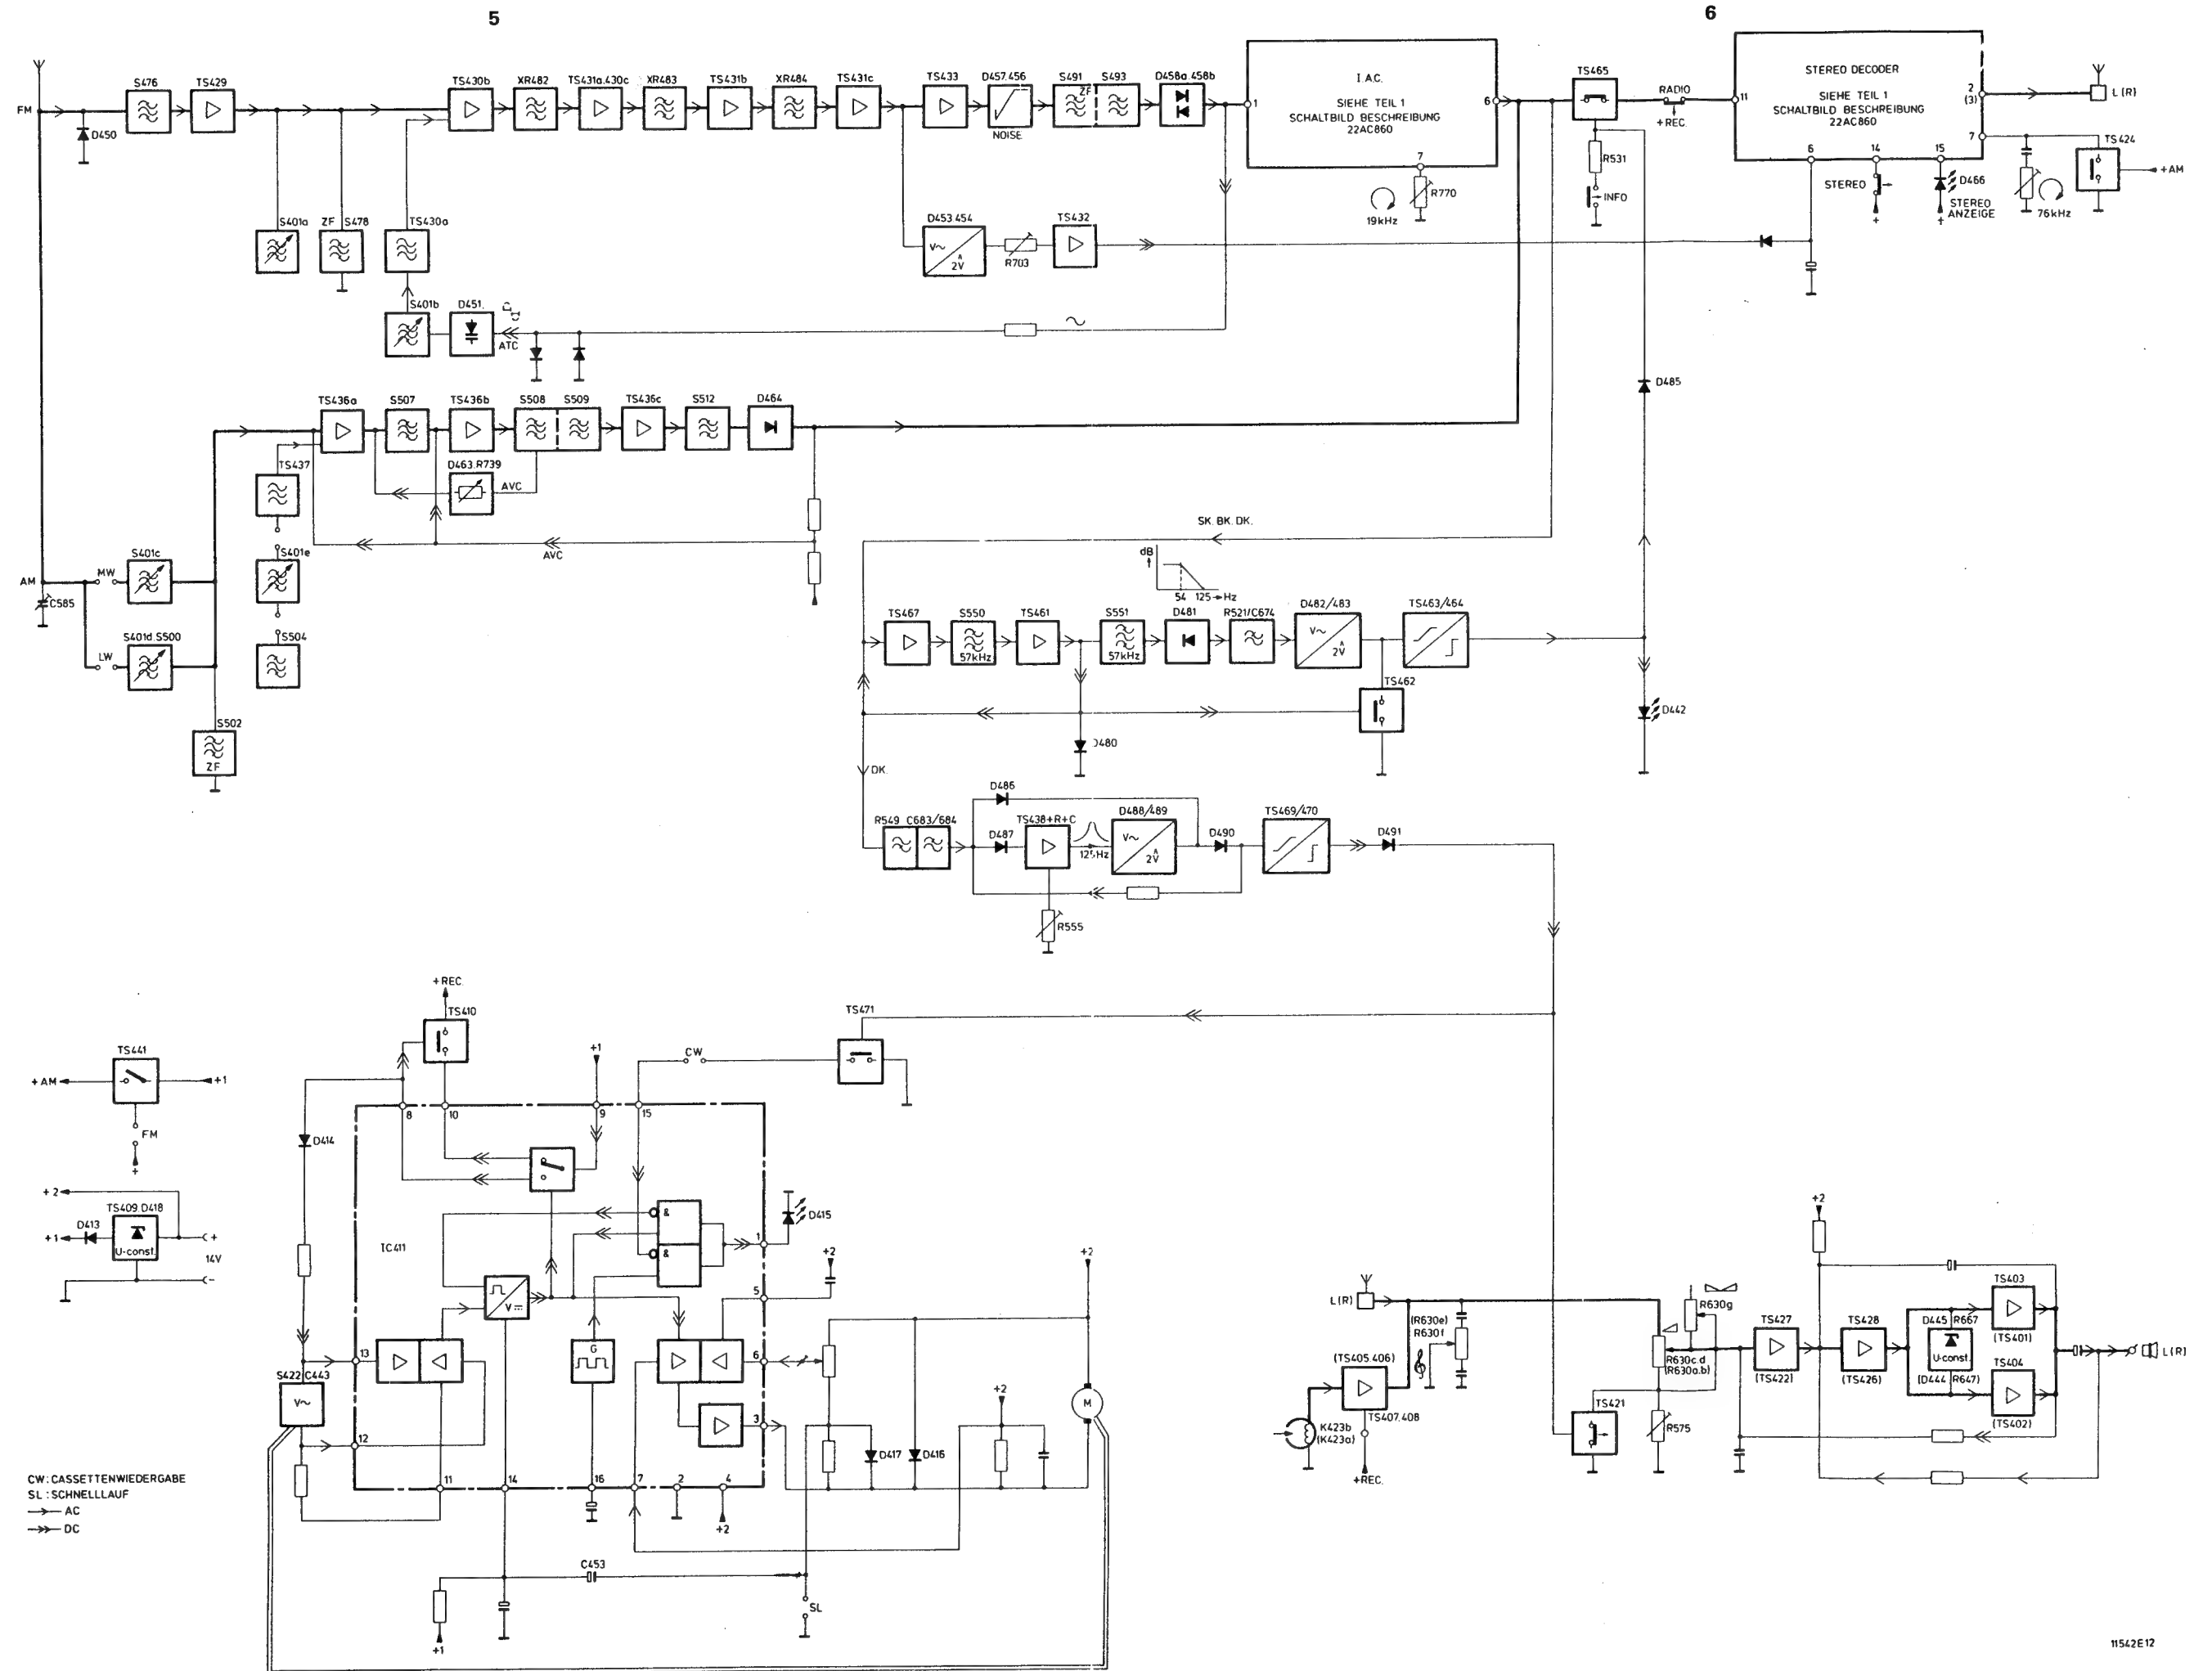 5
6
FM
D450
S476
TS429
TS430b
XR482
TS431a.430c
XR483
TS431b
XR484
TS431c
TS433
D457.456
NOISE
S491
ZF
S493
D458a.458b
1
I.A.C.
SIEHE TEIL 1
SCHALTBILD BESCHREIBUNG
22AC860
6
7
R770
19kHz
TS465
RADIO
+REC.
R531
INFO
11
STEREO DECODER
SIEHE TEIL 1
SCHALTBILD BESCHREIBUNG
22AC860
2
(3)
L(R)
7
TS424
+AM
6
14
15
STEREO
+
D466
STEREO
ANZEIGE
+
76kHz
S401a
ZF
S478
TS430a
D453.454
V~
2V
R703
TS432
S401b
D451.
ATC
D485
TS436a
S507
TS436b
S508
S509
TS436c
S512
D464
TS437
D463.R739
AVC
AVC
SK. BK. DK.
S401c
MW
S401e
AM
C585
S401d.S500
LW
S504
S502
ZF
dB
54
125
Hz
TS467
S550
57kHz
TS461
S551
57kHz
D481
R521/C674
D482/483
V~
2V
TS463/464
TS462
D442
D480
DK.
D486
R549
C683/684
D487
TS438+R+C
125Hz
D488/489
V~
2V
D490
TS469/470
D491
R555
+REC.
TS410
TS471
+1
CW
TS441
+AM
+1
FM
+
8
10
9
15
D414
+2
TS409.D418
D413
+1
U-const.
+
14V
-
IC411
&
&
1
D415
+2
5
V
G
13
6
S422/C443
V~
12
3
+2
M
+2
D417
D416
11
14
16
7
2
4
+2
C453
SL
+1
CW: CASSETTENWIEDERGABE
SL: SCHNELLLAUF
AC
DC
L(R)
(R630e)
R630f
(TS405.406)
TS407.408
K423b
(K423a)
+REC.
R630g
R630c.d
(R630a.b)
TS421
R575
TS427
(TS422)
+2
TS428
(TS426)
D445
R667
U-const.
(D444
R647)
TS403
(TS401)
TS404
(TS402)
L(R)
11542E12